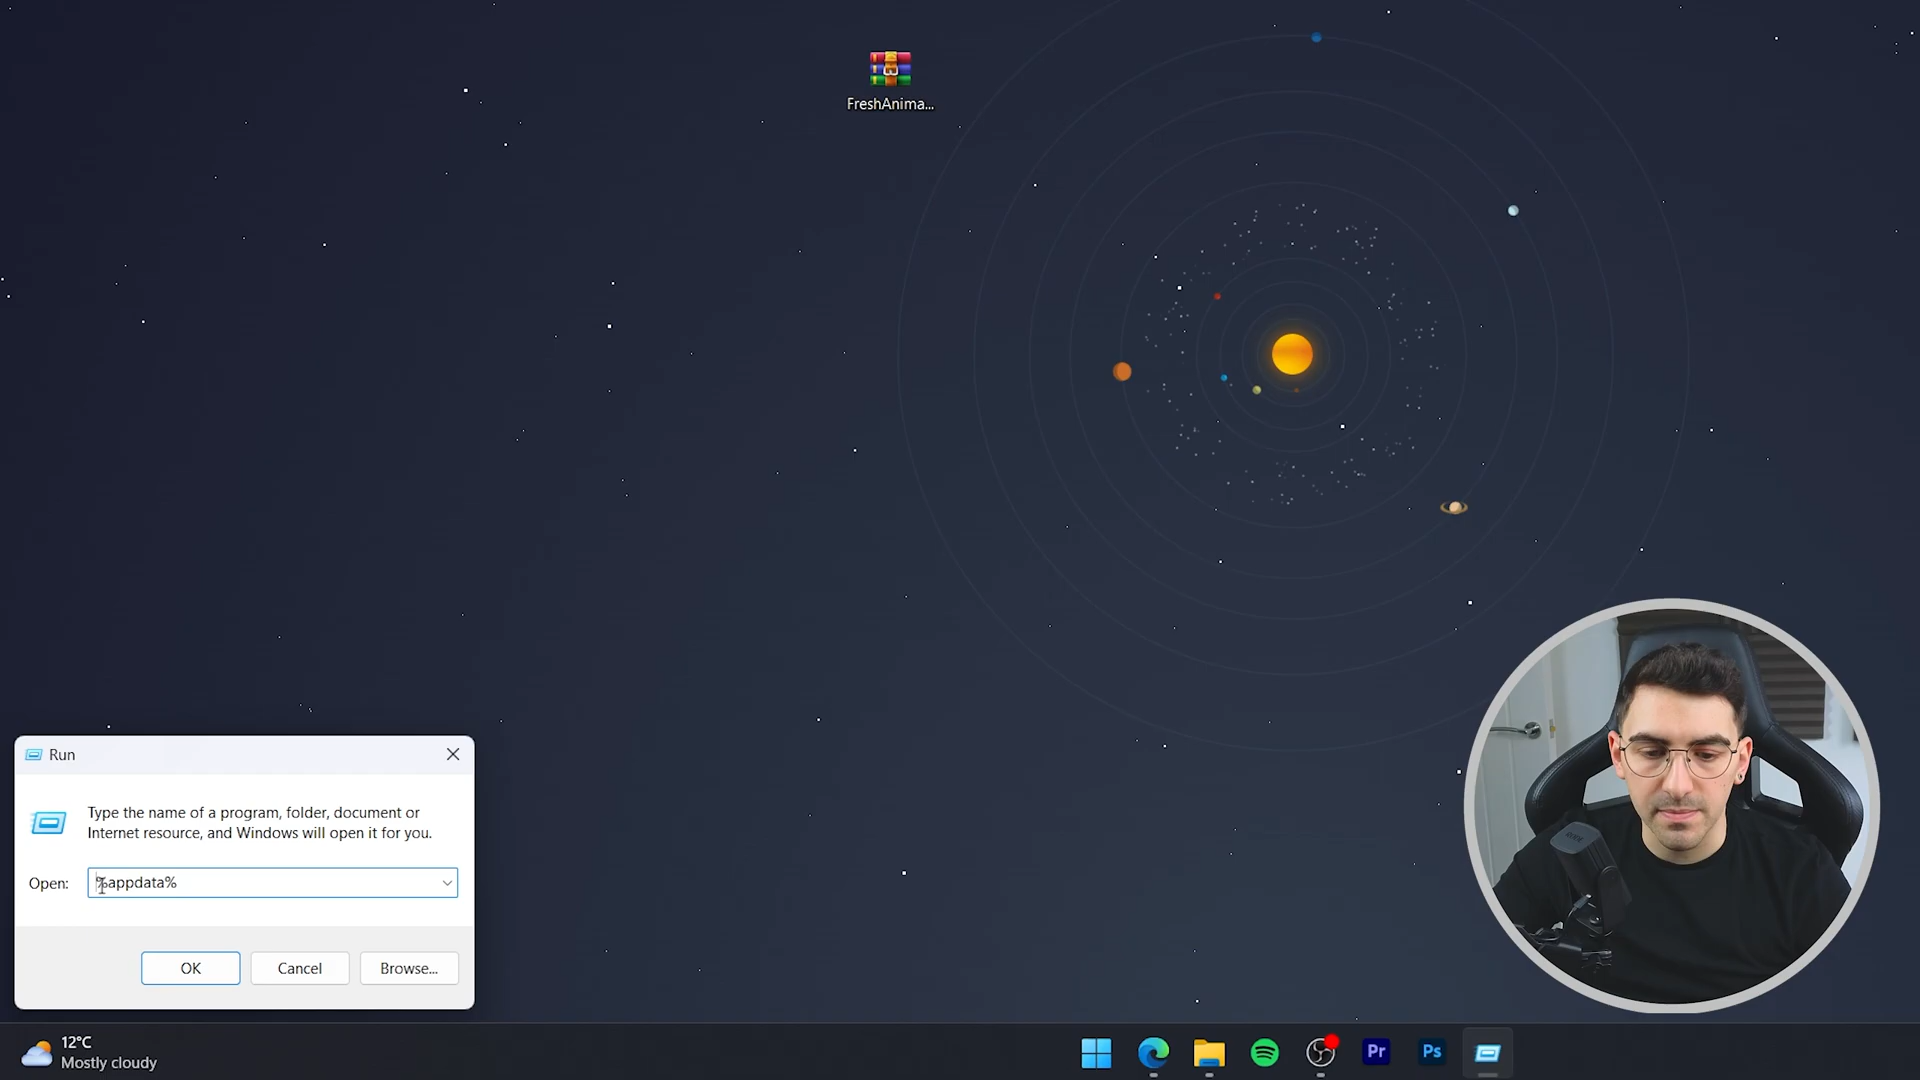 FreshAnima...
Run
Type the name of a program, folder, document or
Internet resource, and Windows will open it for you.
Open:
%appdata%
OK
Cancel
Browse...
12°C
Mostly cloudy
Pr
Ps